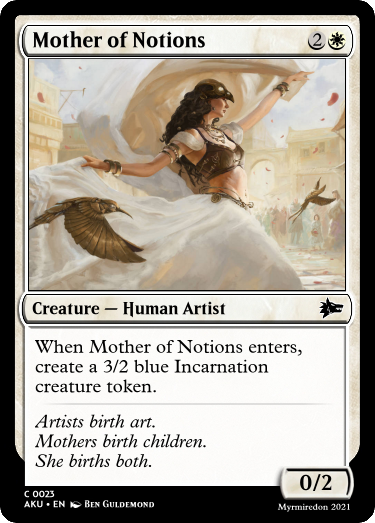 Mother of Notions 2
Creature — Human Artist
When Mother of Notions enters,
create a 3/2 blue Incarnation
creature token.
Artists birth art.
Mothers birth children.
She births both.
0/2
C 0023
AKU • EN Ben Guldemond
Myrmiredon 2021